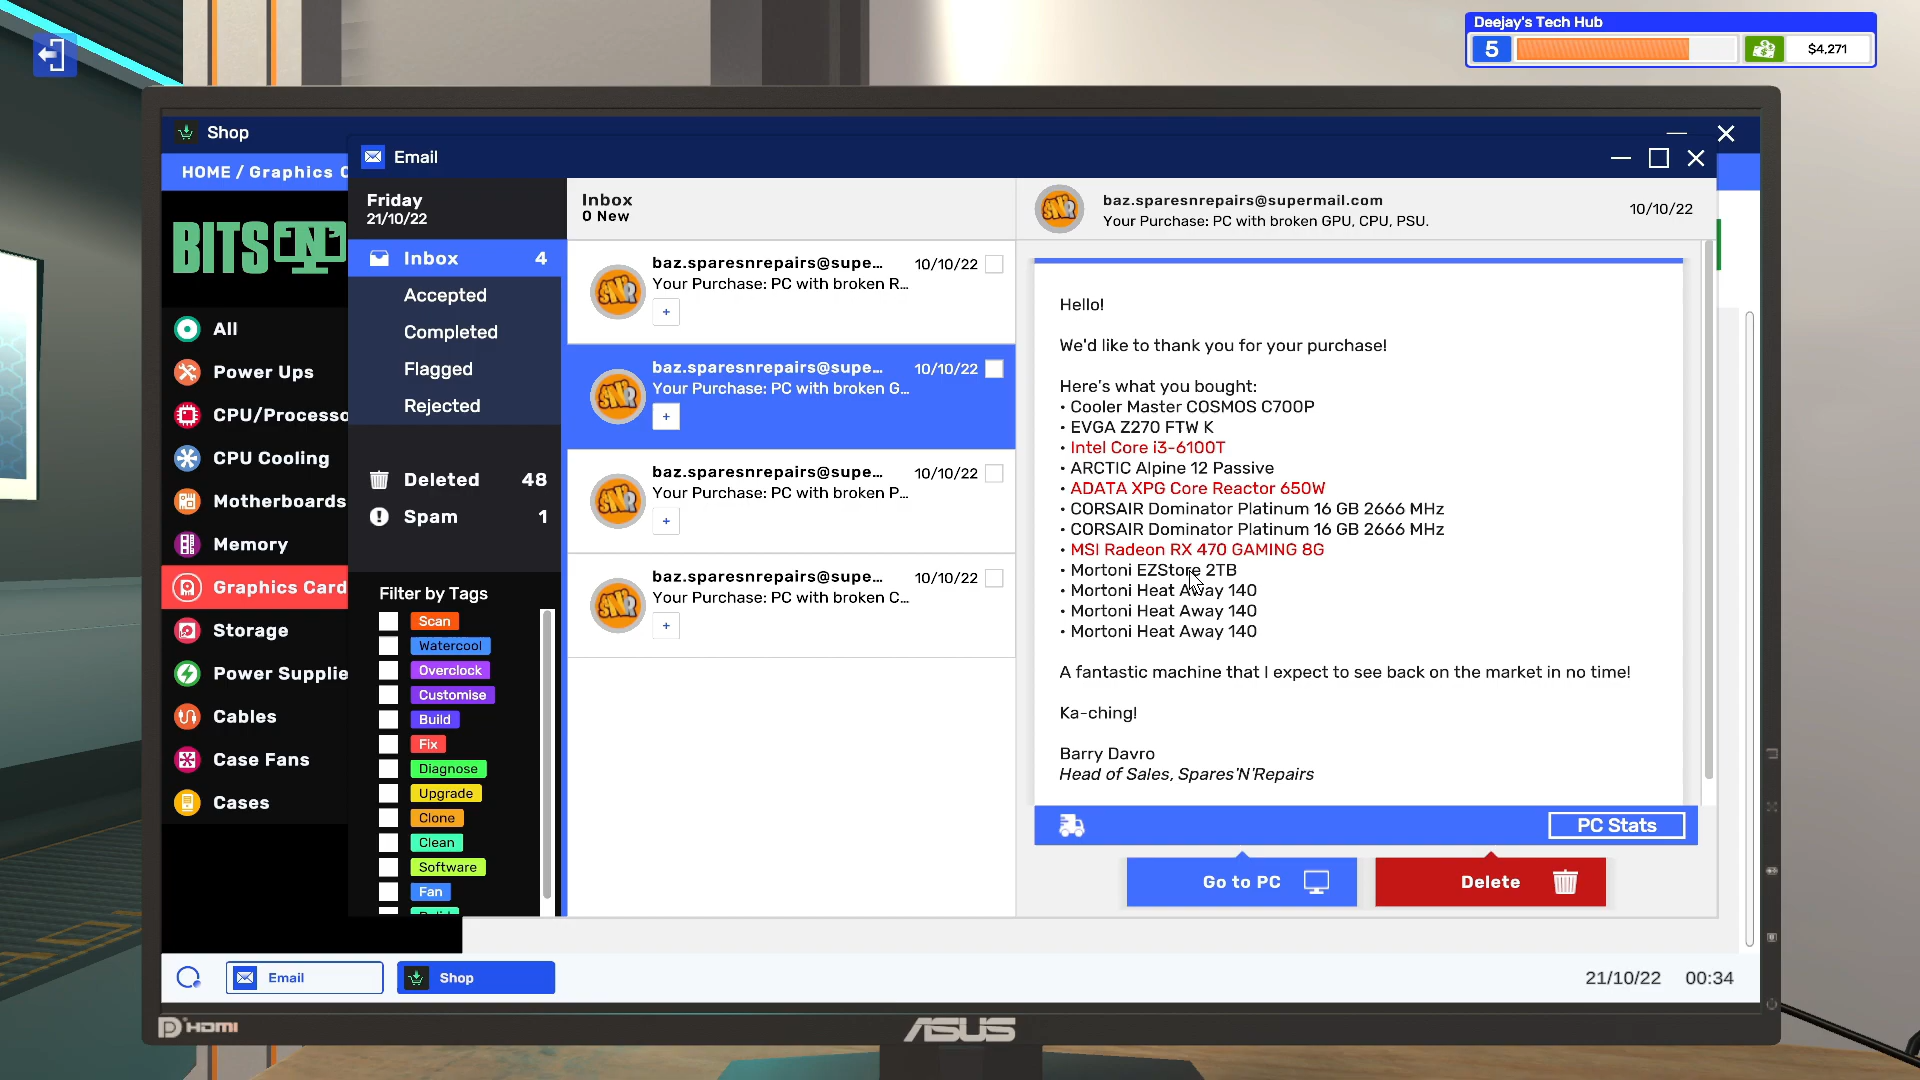 Deejay's Tech Hub
5
$4,271
Shop
HOME / Graphics C
Email
BITS N
All
Power Ups
CPU/Processo
CPU Cooling
Motherboards
Memory
Graphics Card
Storage
Power Supplie
Cables
Case Fans
Cases
Friday
21/10/22
Inbox 4
Accepted
Completed
Flagged
Rejected
Deleted 48
Spam 1
Filter by Tags
Scan
Watercool
Overclock
Customise
Build
Fix
Diagnose
Upgrade
Clone
Clean
Software
Fan
Inbox
0 New
SNR
baz.sparesnrepairs@supe... 10/10/22
Your Purchase: PC with broken R...
+
SNR
baz.sparesnrepairs@supe... 10/10/22
Your Purchase: PC with broken G...
+
SNR
baz.sparesnrepairs@supe... 10/10/22
Your Purchase: PC with broken P...
+
SNR
baz.sparesnrepairs@supe... 10/10/22
Your Purchase: PC with broken C...
+
SNR
baz.sparesnrepairs@supermail.com
Your Purchase: PC with broken GPU, CPU, PSU.
10/10/22
Hello!
We'd like to thank you for your purchase!
Here's what you bought:
• Cooler Master COSMOS C700P
• EVGA Z270 FTW K
• Intel Core i3-6100T
• ARCTIC Alpine 12 Passive
• ADATA XPG Core Reactor 650W
• CORSAIR Dominator Platinum 16 GB 2666 MHz
• CORSAIR Dominator Platinum 16 GB 2666 MHz
• MSI Radeon RX 470 GAMING 8G
• Mortoni EZStore 2TB
• Mortoni Heat Away 140
• Mortoni Heat Away 140
• Mortoni Heat Away 140
A fantastic machine that I expect to see back on the market in no time!
Ka-ching!
Barry Davro
Head of Sales, Spares'N'Repairs
PC Stats
Go to PC
Delete
Email
Shop
21/10/22 00:34
HDMI
ASUS